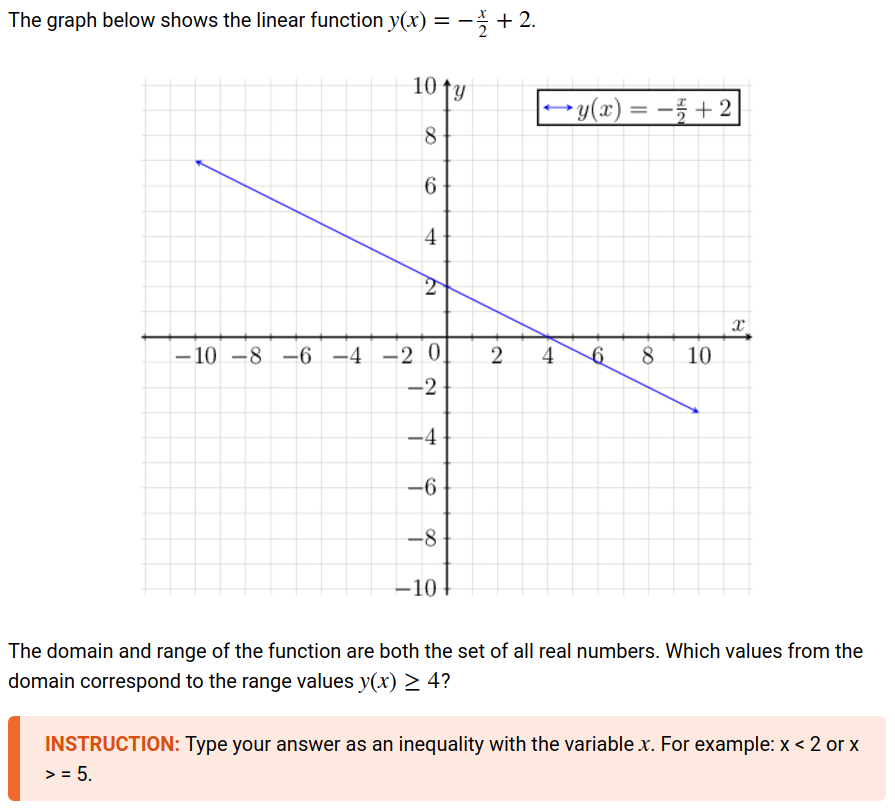 The graph below shows the linear function y(x) = −x/2 + 2.
10 y
y(x) = −x/2 + 2
8
6
4
2
x
−10 −8 −6 −4 −2 0 2 4 6 8 10
−2
−4
−6
−8
−10
The domain and range of the function are both the set of all real numbers. Which values from the
domain correspond to the range values y(x) ≥ 4?
INSTRUCTION: Type your answer as an inequality with the variable x. For example: x < 2 or x
> = 5.